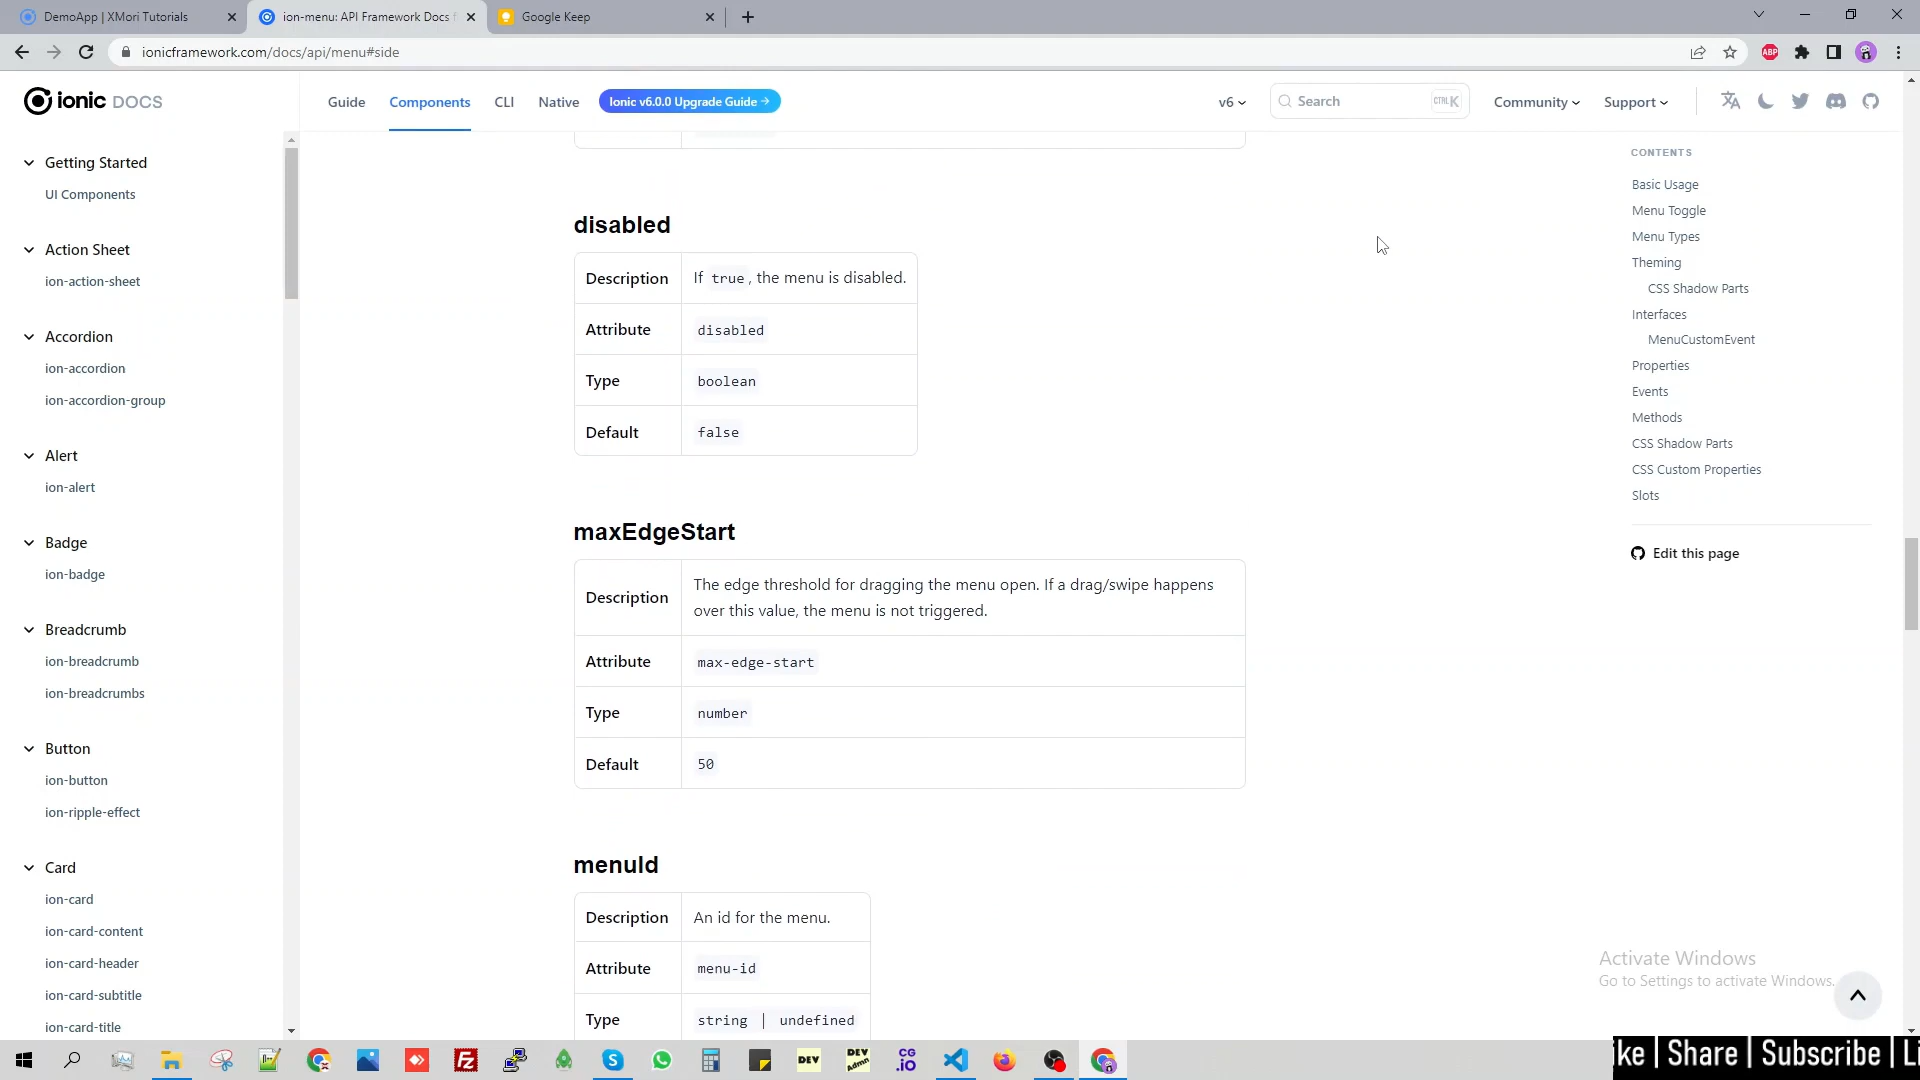 DemoApp | XMori Tutorials
ion-menu: API Framework Docs f
Google Keep
ionicframework.com/docs/api/menu#side
ABP
ionic DOCS
Guide
Components
CLI
Native
Ionic v6.0.0 Upgrade Guide →
v6
Search
CTRL K
Community
Support
Getting Started
UI Components
Action Sheet
ion-action-sheet
Accordion
ion-accordion
ion-accordion-group
Alert
ion-alert
Badge
ion-badge
Breadcrumb
ion-breadcrumb
ion-breadcrumbs
Button
ion-button
ion-ripple-effect
Card
ion-card
ion-card-content
ion-card-header
ion-card-subtitle
ion-card-title
disabled
Description If true, the menu is disabled.
Attribute disabled
Type boolean
Default false
maxEdgeStart
Description The edge threshold for dragging the menu open. If a drag/swipe happens
over this value, the menu is not triggered.
Attribute max-edge-start
Type number
Default 50
menuId
Description An id for the menu.
Attribute menu-id
Type string | undefined
CONTENTS
Basic Usage
Menu Toggle
Menu Types
Theming
CSS Shadow Parts
Interfaces
MenuCustomEvent
Properties
Events
Methods
CSS Shadow Parts
CSS Custom Properties
Slots
Edit this page
Activate Windows
Go to Settings to activate Windows.
DEV
DEV
Admn
CG
.IO
ke | Share | Subscribe | Li